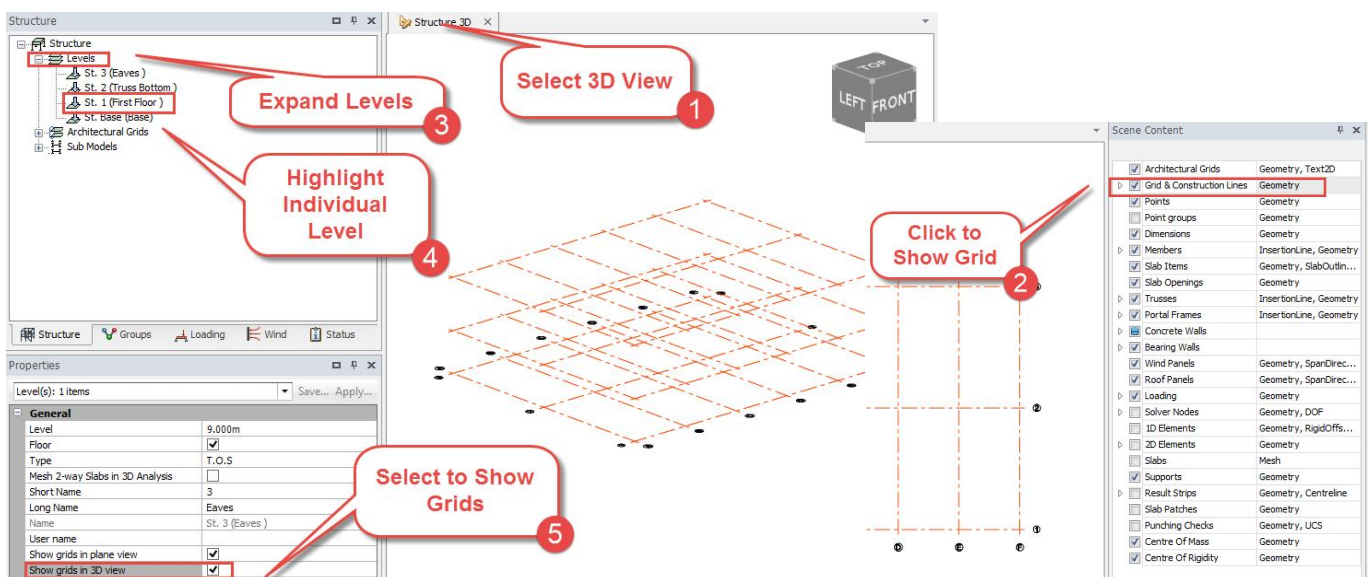 Structure
Structure
Levels
St. 3 (Eaves )
St. 2 (Truss Bottom )
St. 1 (First Floor )
St. Base (Base)
Architectural Grids
Sub Models
Expand Levels
3
Highlight
Individual
Level
4
Structure
Groups
Loading
Wind
Status
Properties
Level(s): 1 items
Save... Apply...
General
Level 9.000m
Floor
Type T.O.S
Mesh 2-way Slabs in 3D Analysis
Short Name 3
Long Name Eaves
Name St. 3 (Eaves )
User name
Show grids in plane view
Show grids in 3D view
Select to Show
Grids
5
Structure 3D
Select 3D View
1
TOP
LEFT FRONT
Click to
Show Grid
2
2
1
D E F
Scene Content
Architectural Grids Geometry, Text2D
Grid & Construction Lines Geometry
Points Geometry
Point groups Geometry
Dimensions Geometry
Members InsertionLine, Geometry
Slab Items Geometry, SlabOutlin...
Slab Openings Geometry
Trusses InsertionLine, Geometry
Portal Frames InsertionLine, Geometry
Concrete Walls
Bearing Walls
Wind Panels Geometry, SpanDirec...
Roof Panels Geometry, SpanDirec...
Loading Geometry
Solver Nodes Geometry, DOF
1D Elements Geometry, RigidOffs...
2D Elements Geometry
Slabs Mesh
Supports Geometry
Result Strips Geometry, Centreline
Slab Patches Geometry
Punching Checks Geometry, UCS
Centre Of Mass Geometry
Centre Of Rigidity Geometry